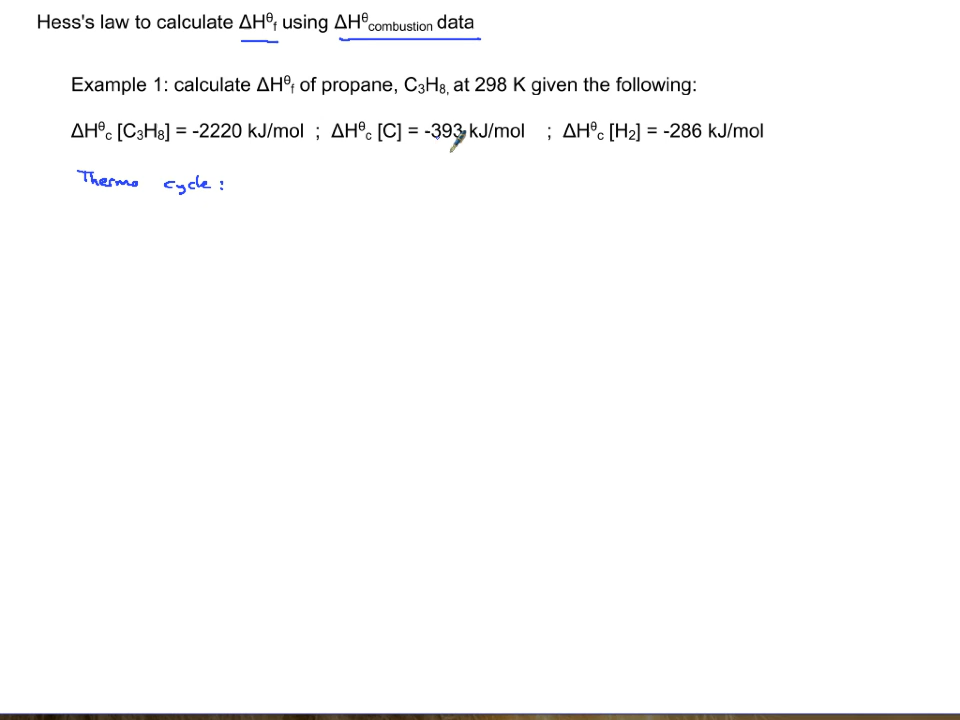 Hess's law to calculate ΔHᶿf using ΔHᶿcombustion data
Example 1: calculate ΔHᶿf of propane, C3H8, at 298 K given the following:
ΔHᶿc [C3H8] = -2220 kJ/mol ; ΔHᶿc [C] = -393 kJ/mol ; ΔHᶿc [H2] = -286 kJ/mol
Thermo cycle :